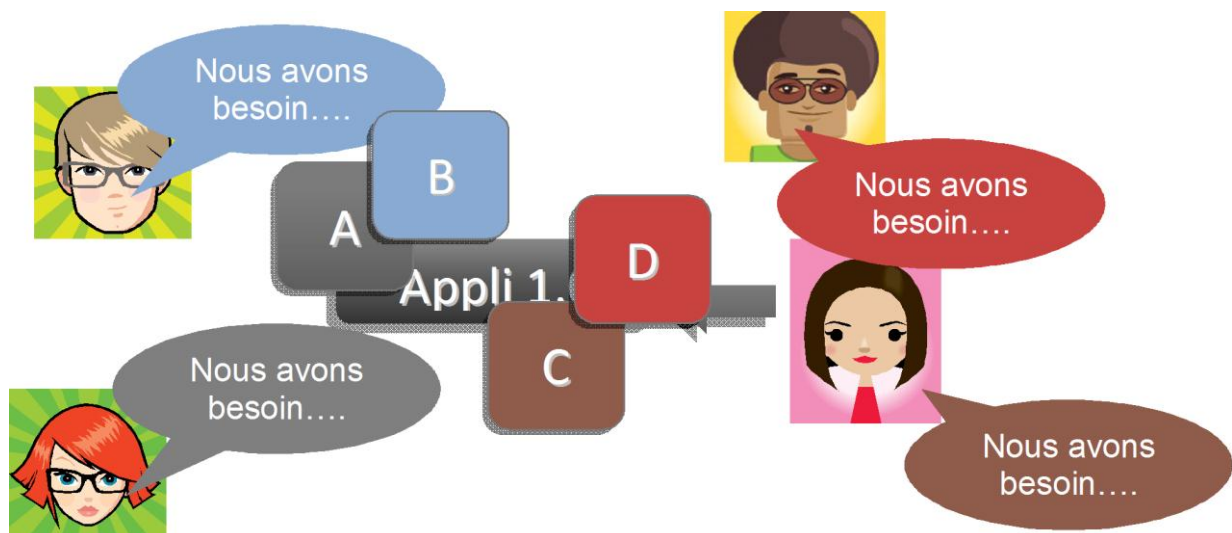 Nous avons
besoin....
B
A
Nous avons
besoin....
D
Appli 1.
C
Nous avons
besoin....
Nous avons
besoin....